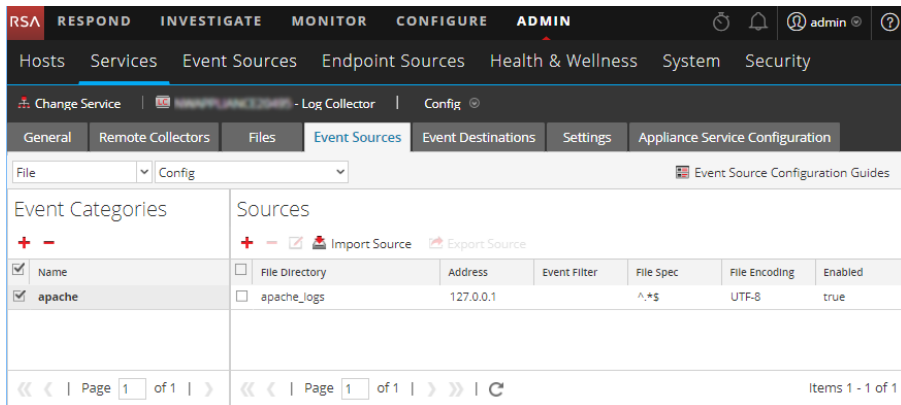 RSA RESPOND INVESTIGATE MONITOR CONFIGURE ADMIN admin ?
Hosts Services Event Sources Endpoint Sources Health & Wellness System Security
Change Service | LC - Log Collector | Config
General Remote Collectors Files Event Sources Event Destinations Settings Appliance Service Configuration
File Config Event Source Configuration Guides
Event Categories Sources
+ − + − Import Source Export Source
Name File Directory Address Event Filter File Spec File Encoding Enabled
apache apache_logs 127.0.0.1 ^.*$ UTF-8 true
Page 1 of 1 | Page 1 of 1 | Items 1 - 1 of 1